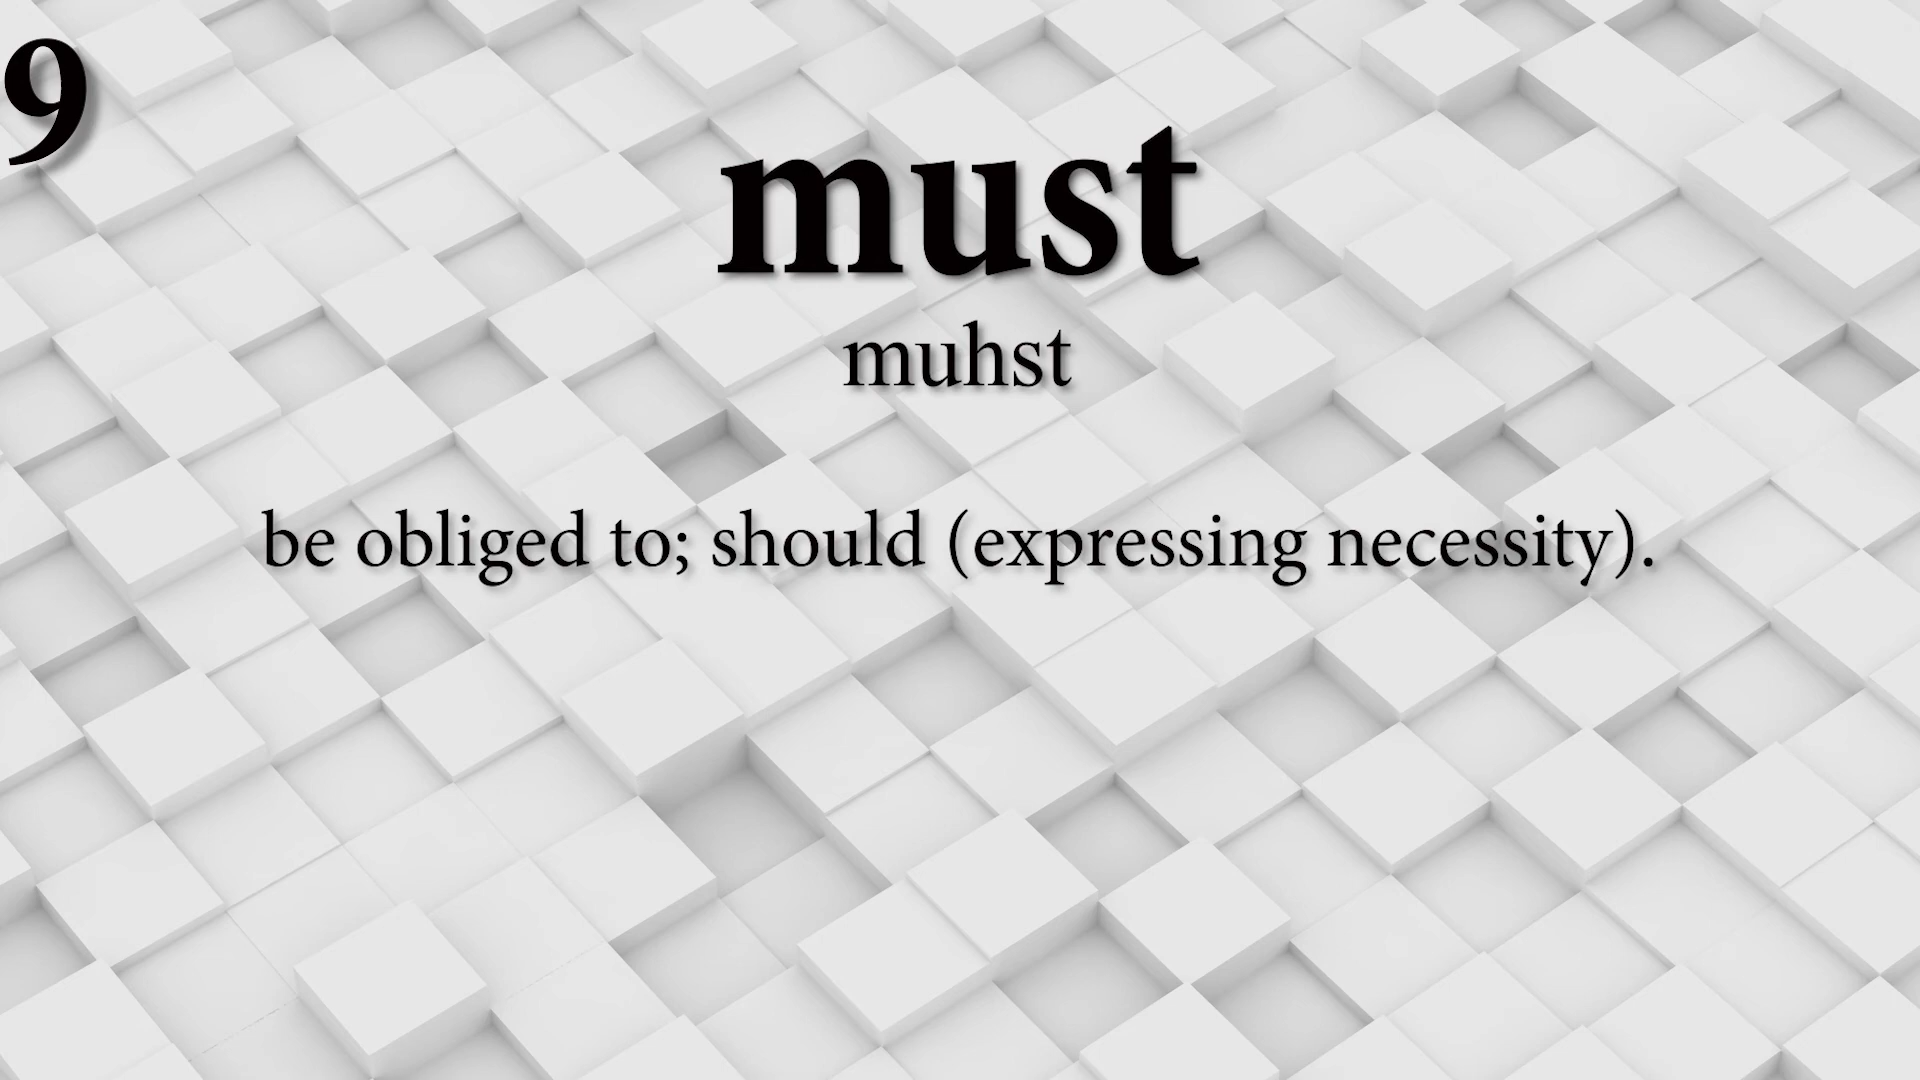 9
must
muhst
be obliged to; should (expressing necessity).